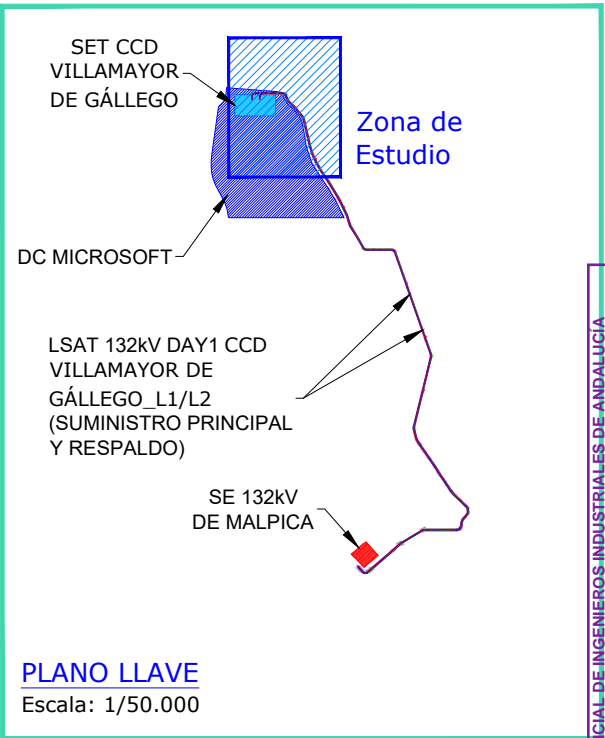 SET CCD
VILLAMAYOR
DE GÁLLEGO
Zona de
Estudio
DC MICROSOFT
LSAT 132kV DAY1 CCD
VILLAMAYOR DE
GÁLLEGO_L1/L2
(SUMINISTRO PRINCIPAL
Y RESPALDO)
SE 132kV
DE MALPICA
PLANO LLAVE
Escala: 1/50.000
CIAL DE INGENIEROS INDUSTRIALES DE ANDALUCÍA